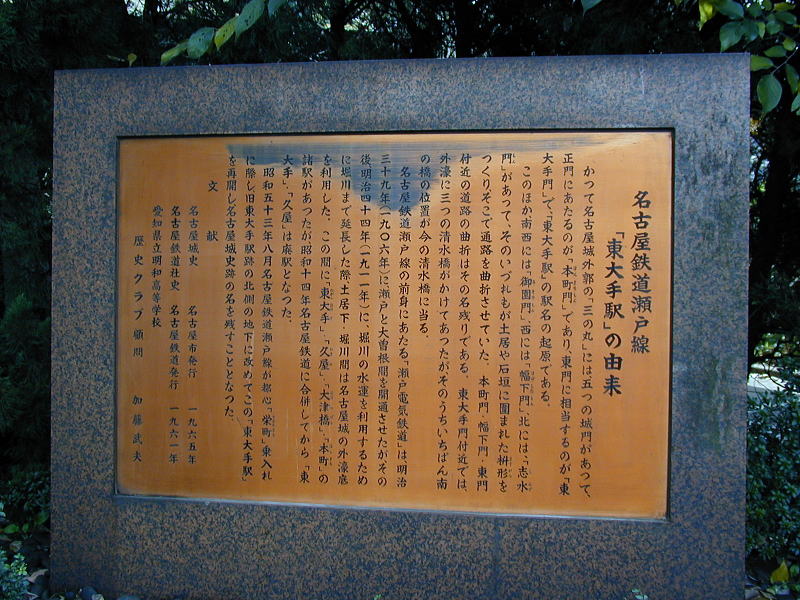 名古屋鉄道瀬戸線
「東大手駅」の由来
かつて名古屋城外郭の「三の丸」には五つの城門があつて、
正門にあたるのが「本町門」であり、東門に相当するのが「東
大手門」で「東大手駅」の駅名の起原である。
このほか南西には「御園門」、西には「幅下門」、北には、「志水
門」があって、そのいづれもが土居や石垣に圍まれた枡形を
つくり、そこで通路を曲折させていた。本町門・幅下門・東門
付近の道路の曲折はその名残りである。東大手門付近では、
外濠に三つの清水橋がかけてあつたがそのうちいちばん南
の橋の位置が今の清水橋に当る。
名古屋鉄道瀬戸線の前身にあたる「瀬戸電気鉄道」は明治
三十九年(一九〇六年)に瀬戸と大曽根間を開通させたがその
後明治四十四年(一九一一年)に、堀川の水運を利用するため
に堀川まで延長した際土居下・堀川間は名古屋城の外濠底
を利用した。この間に「東大手」「久屋」「大津橋」「本町」の
諸駅があつたが昭和十四年名古屋鉄道に合併してから「東
大手」、「久屋」は廃駅となつた。
昭和五十三年八月名古屋鉄道瀬戸線が都心「栄町」乗入れ
に際し旧東大手駅跡の北側の地下に改めてこの「東大手駅」
を再開し名古屋城史跡の名を残すこととなつた。
文献
名古屋城史 名古屋市発行 一九六五年
名古屋鉄道社史 名古屋鉄道発行 一九六一年
愛知県立明和高等学校
歴史クラブ顧問 加藤武夫